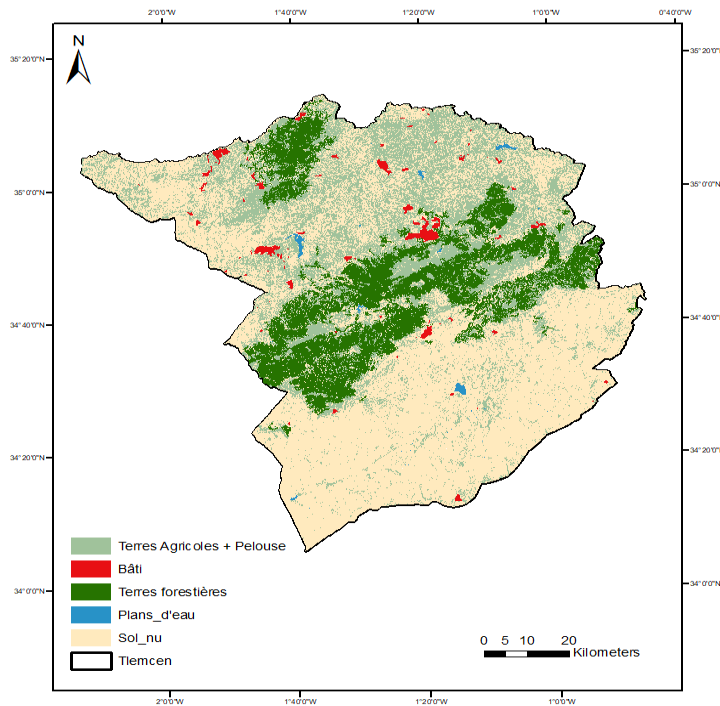 2°0'0"W 1°40'0"W 1°20'0"W 1°0'0"W 0°40'0"W
N
35°20'0"N 35°20'0"N
35°0'0"N 35°0'0"N
34°40'0"N 34°40'0"N
34°20'0"N 34°20'0"N
34°0'0"N 34°0'0"N
Terres Agricoles + Pelouse
Bâti
Terres forestières
Plans_d'eau
Sol_nu
Tlemcen
0 5 10 20
Kilometers
2°0'0"W 1°40'0"W 1°20'0"W 1°0'0"W